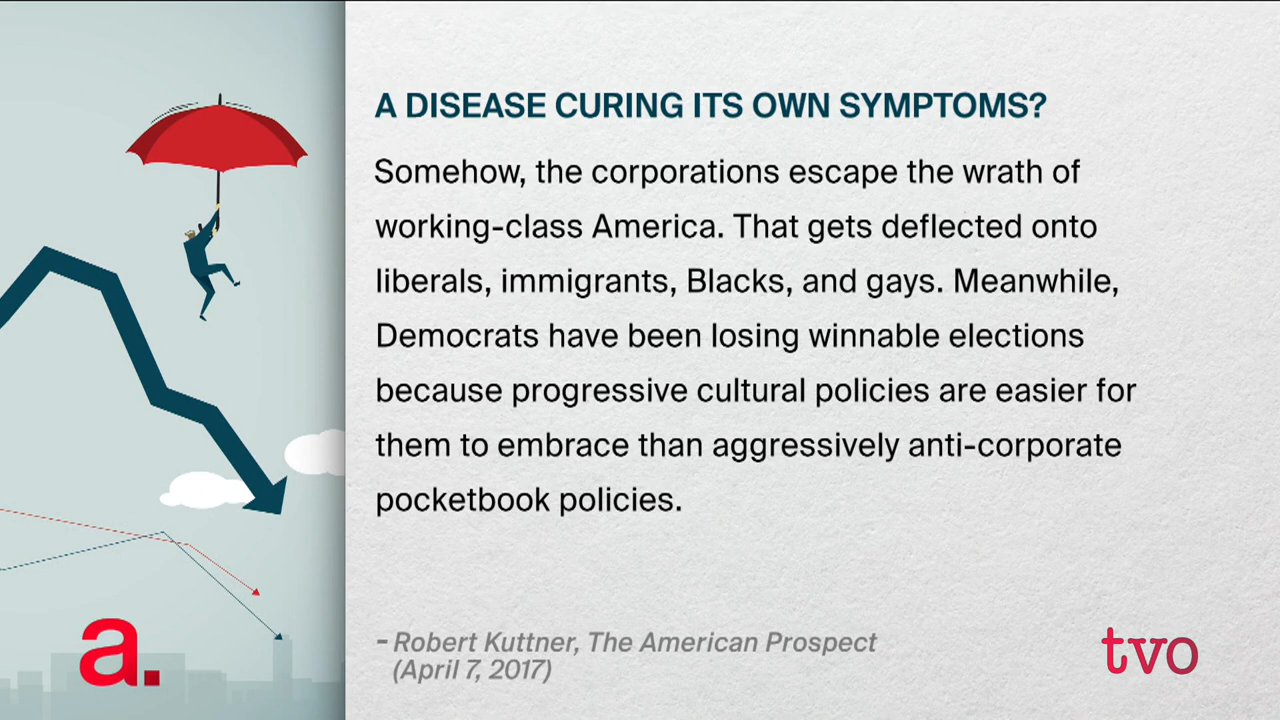 A DISEASE CURING ITS OWN SYMPTOMS?
Somehow, the corporations escape the wrath of
working-class America. That gets deflected onto
liberals, immigrants, Blacks, and gays. Meanwhile,
Democrats have been losing winnable elections
because progressive cultural policies are easier for
them to embrace than aggressively anti-corporate
pocketbook policies.
- Robert Kuttner, The American Prospect
(April 7, 2017)
a.
tvo